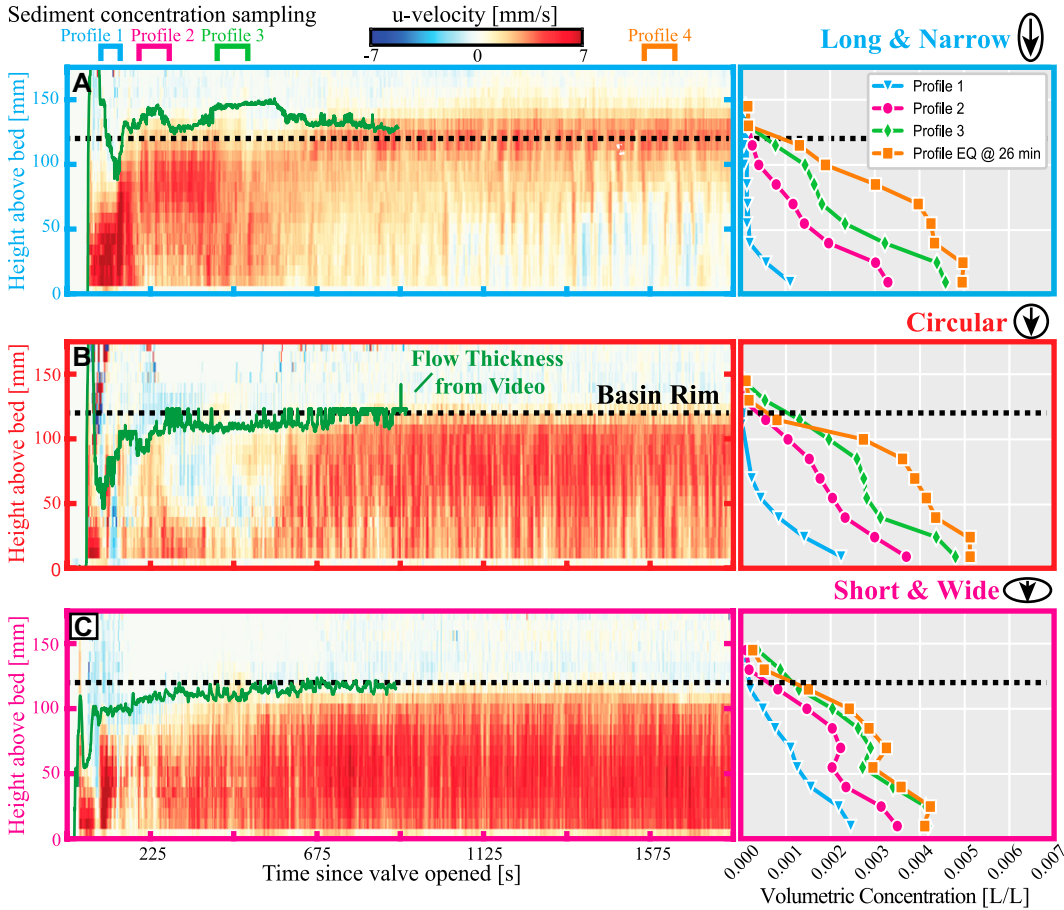 Sediment concentration sampling
u-velocity [mm/s]
Profile 1 Profile 2 Profile 3
Profile 4
-7 0 7
Long & Narrow
A
150
100
50
0
Height above bed [mm]
Profile 1
Profile 2
Profile 3
Profile EQ @ 26 min
Circular
B
150
100
50
0
Height above bed [mm]
Flow Thickness
from Video
Basin Rim
Short & Wide
C
150
100
50
0
Height above bed [mm]
225 675 1125 1575
Time since valve opened [s]
0.000 0.001 0.002 0.003 0.004 0.005 0.006 0.007
Volumetric Concentration [L/L]